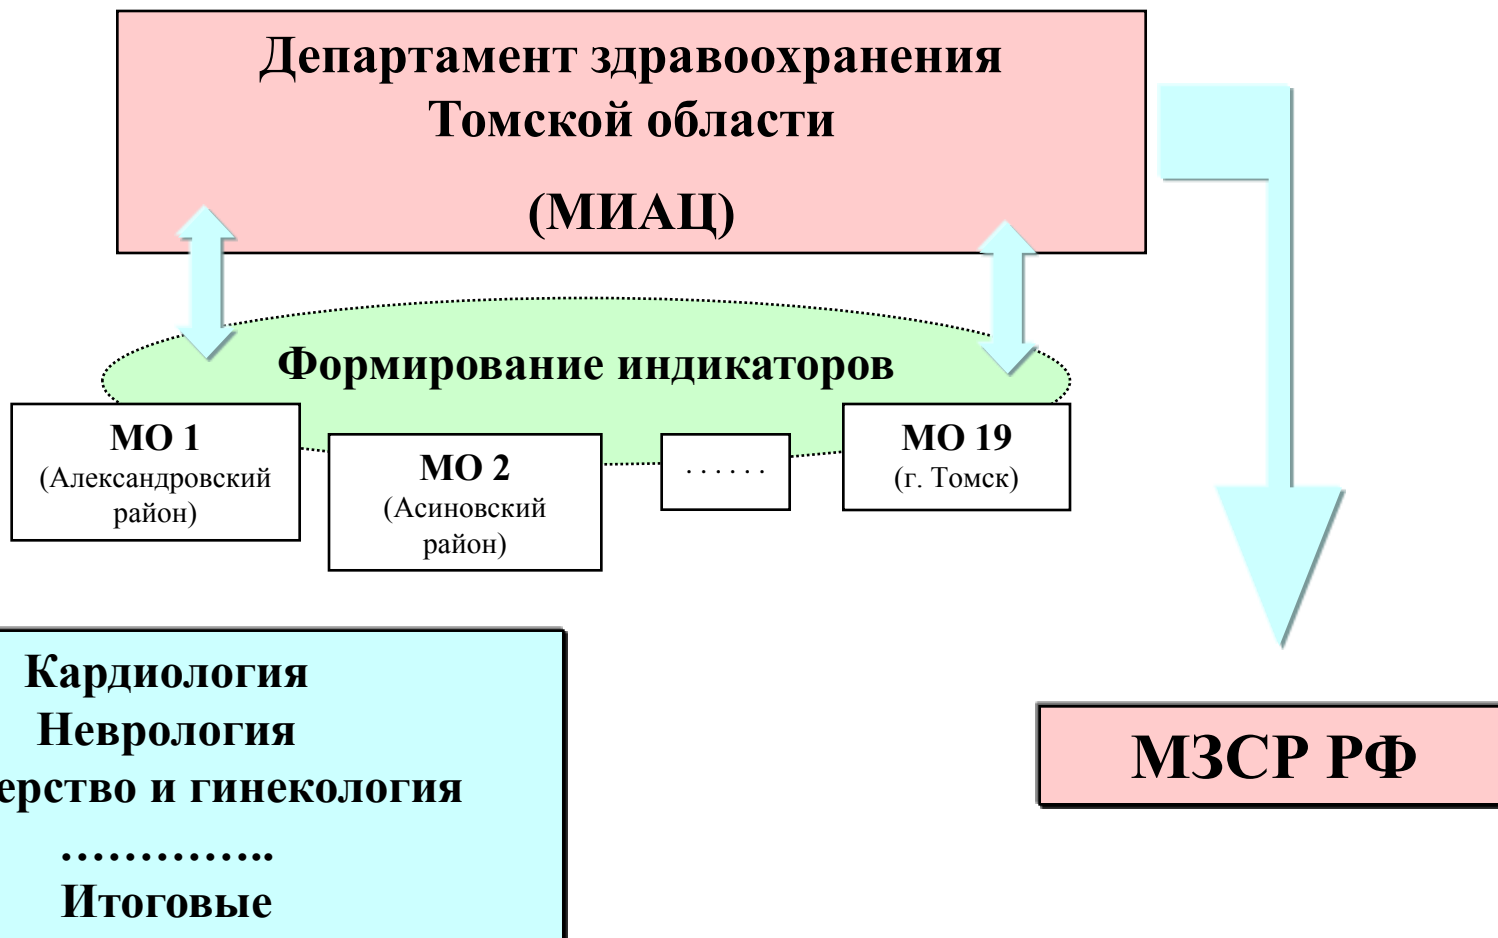 Департамент здравоохранения
Томской области
(МИАЦ)
Формирование индикаторов
МО 1
(Александровский
район)
МО 2
(Асиновский
район)
......
МО 19
(г. Томск)
Кардиология
Неврология
ерство и гинекология
…………..
Итоговые
МЗСР РФ